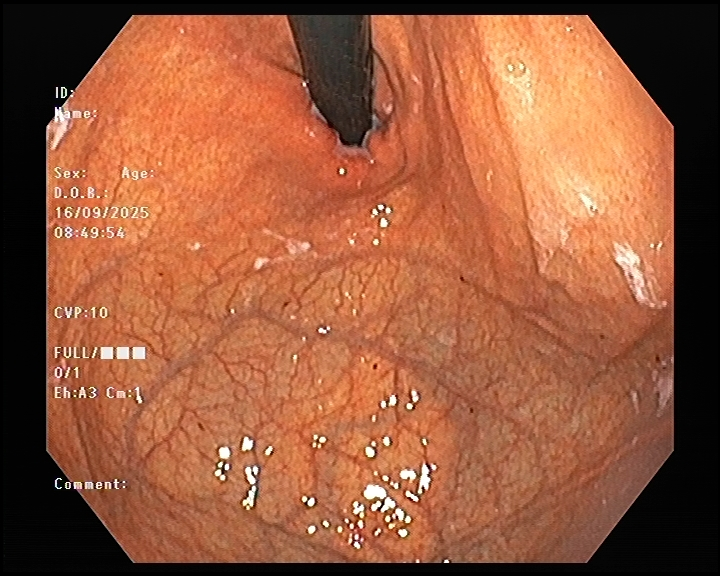 ID:
Name:
Sex: Age:
D.O.B.:
16/09/2025
08:49:54
CVP:10
FULL/■■■
0/1
Eh:A3 Cm:1
Comment: